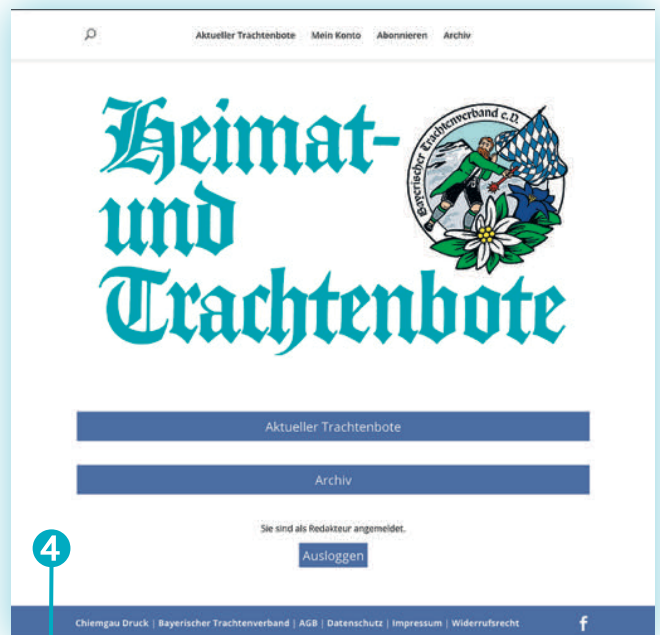 Aktueller Trachtenbote Mein Konto Abonnieren Archiv
Heimat-
und
Trachtenbote
Bayerischer Trachtenverband e.V.
Aktueller Trachtenbote
Archiv
Sie sind als Redakteur angemeldet.
Ausloggen
4
Chiemgau Druck | Bayerischer Trachtenverband | AGB | Datenschutz | Impressum | Widerrufsrecht f